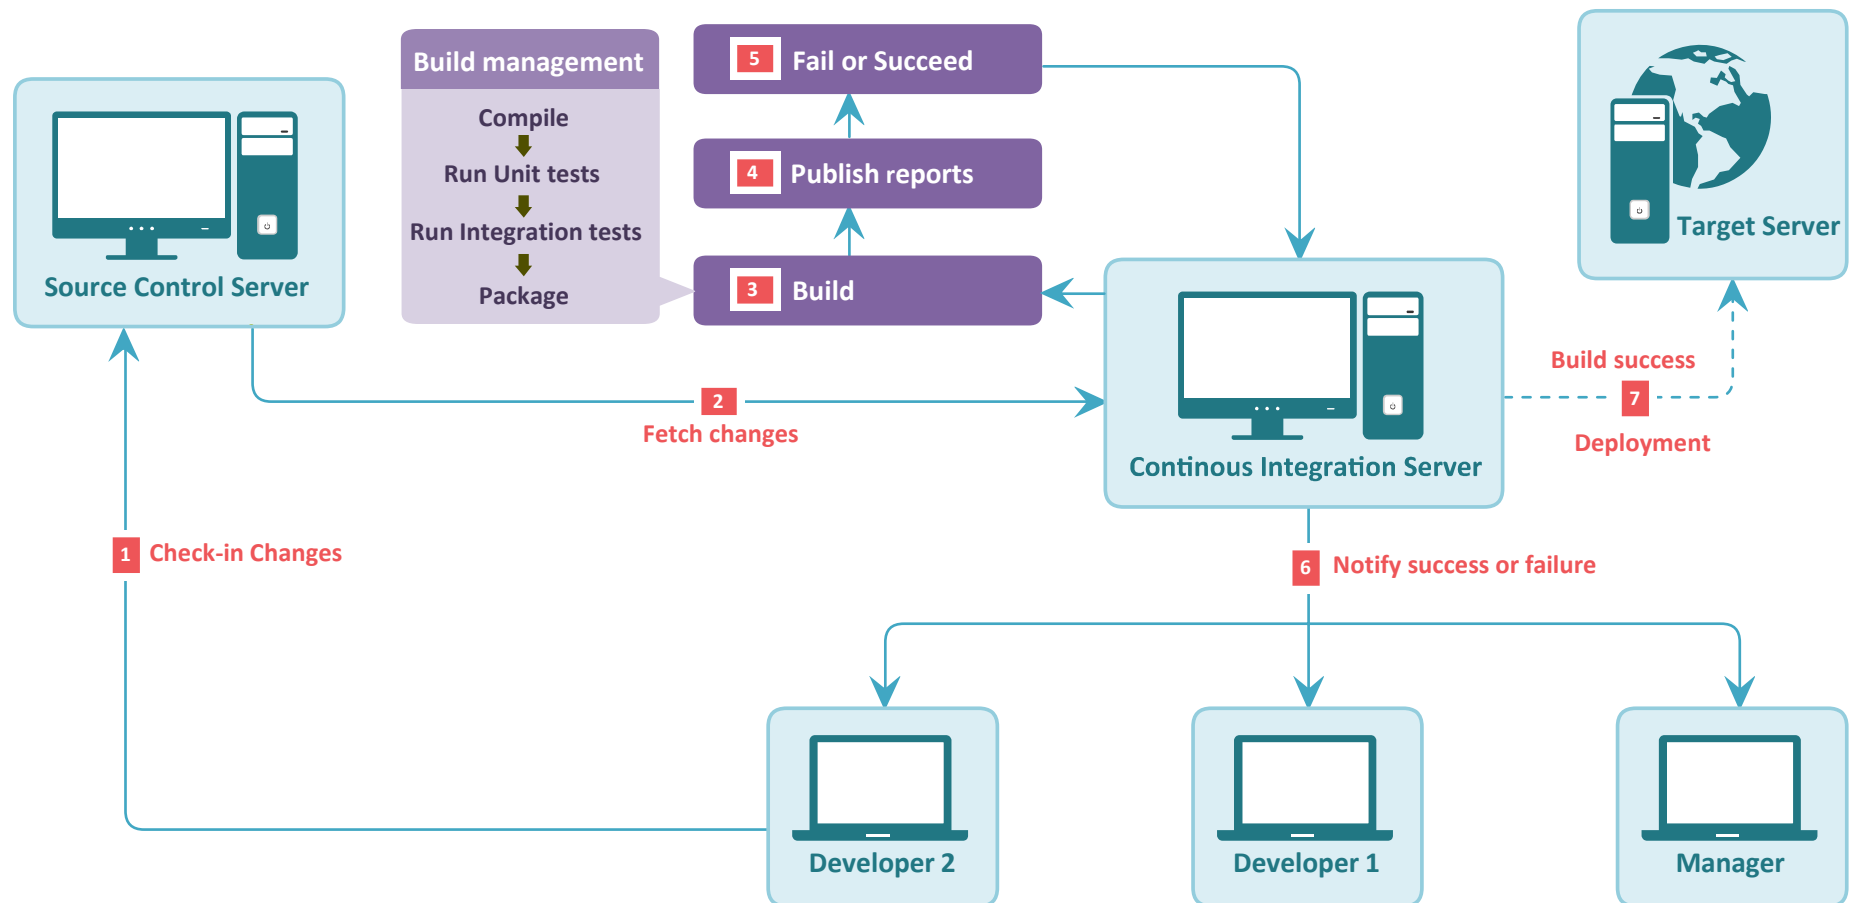 Build management
Compile
Run Unit tests
Run Integration tests
Package
5 Fail or Succeed
4 Publish reports
3 Build
Source Control Server
Target Server
2
Fetch changes
Continous Integration Server
Build success
7
Deployment
1 Check-in Changes
6 Notify success or failure
Developer 2
Developer 1
Manager